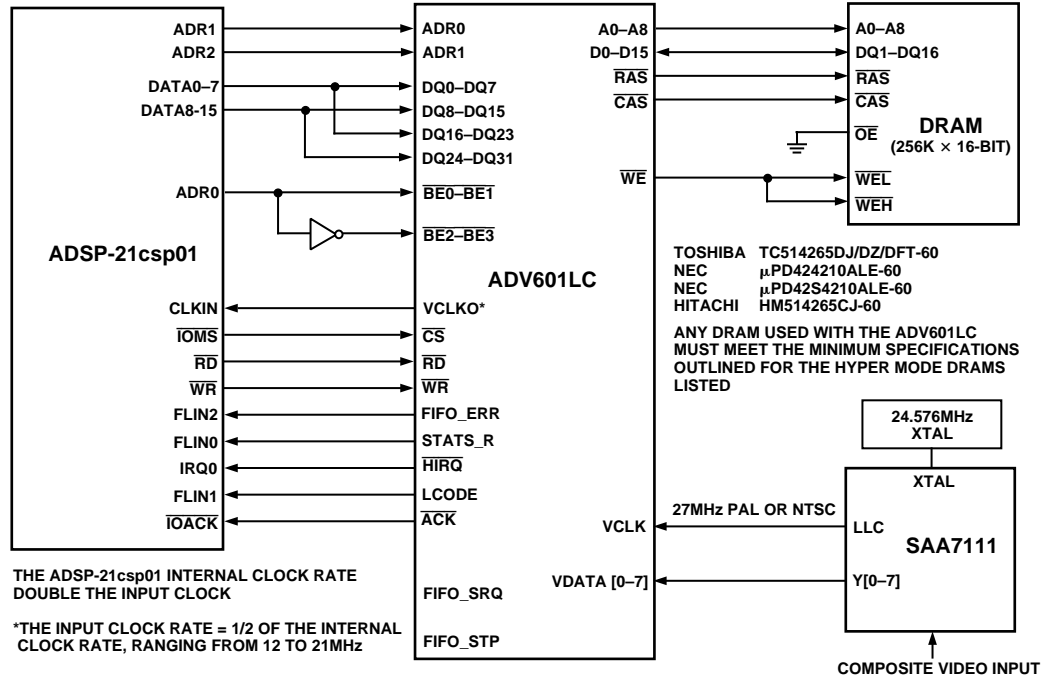 ADR1
ADR2
DATA0–7
DATA8-15
ADR0
ADSP-21csp01
CLKIN
IOMS
RD
WR
FLIN2
FLIN0
IRQ0
FLIN1
IOACK
ADR0
ADR1
DQ0–DQ7
DQ8–DQ15
DQ16–DQ23
DQ24–DQ31
BE0–BE1
BE2–BE3
ADV601LC
VCLKO*
CS
RD
WR
FIFO_ERR
STATS_R
HIRQ
LCODE
ACK
FIFO_SRQ
FIFO_STP
A0–A8
D0–D15
RAS
CAS
WE
VCLK
VDATA [0–7]
A0–A8
DQ1–DQ16
RAS
CAS
OE
DRAM
(256K × 16-BIT)
WEL
WEH
TOSHIBA TC514265DJ/DZ/DFT-60
NEC µPD424210ALE-60
NEC µPD42S4210ALE-60
HITACHI HM514265CJ-60
ANY DRAM USED WITH THE ADV601LC
MUST MEET THE MINIMUM SPECIFICATIONS
OUTLINED FOR THE HYPER MODE DRAMS
LISTED
24.576MHz
XTAL
XTAL
27MHz PAL OR NTSC
LLC
SAA7111
Y[0–7]
COMPOSITE VIDEO INPUT
THE ADSP-21csp01 INTERNAL CLOCK RATE
DOUBLE THE INPUT CLOCK
*THE INPUT CLOCK RATE = 1/2 OF THE INTERNAL
CLOCK RATE, RANGING FROM 12 TO 21MHz